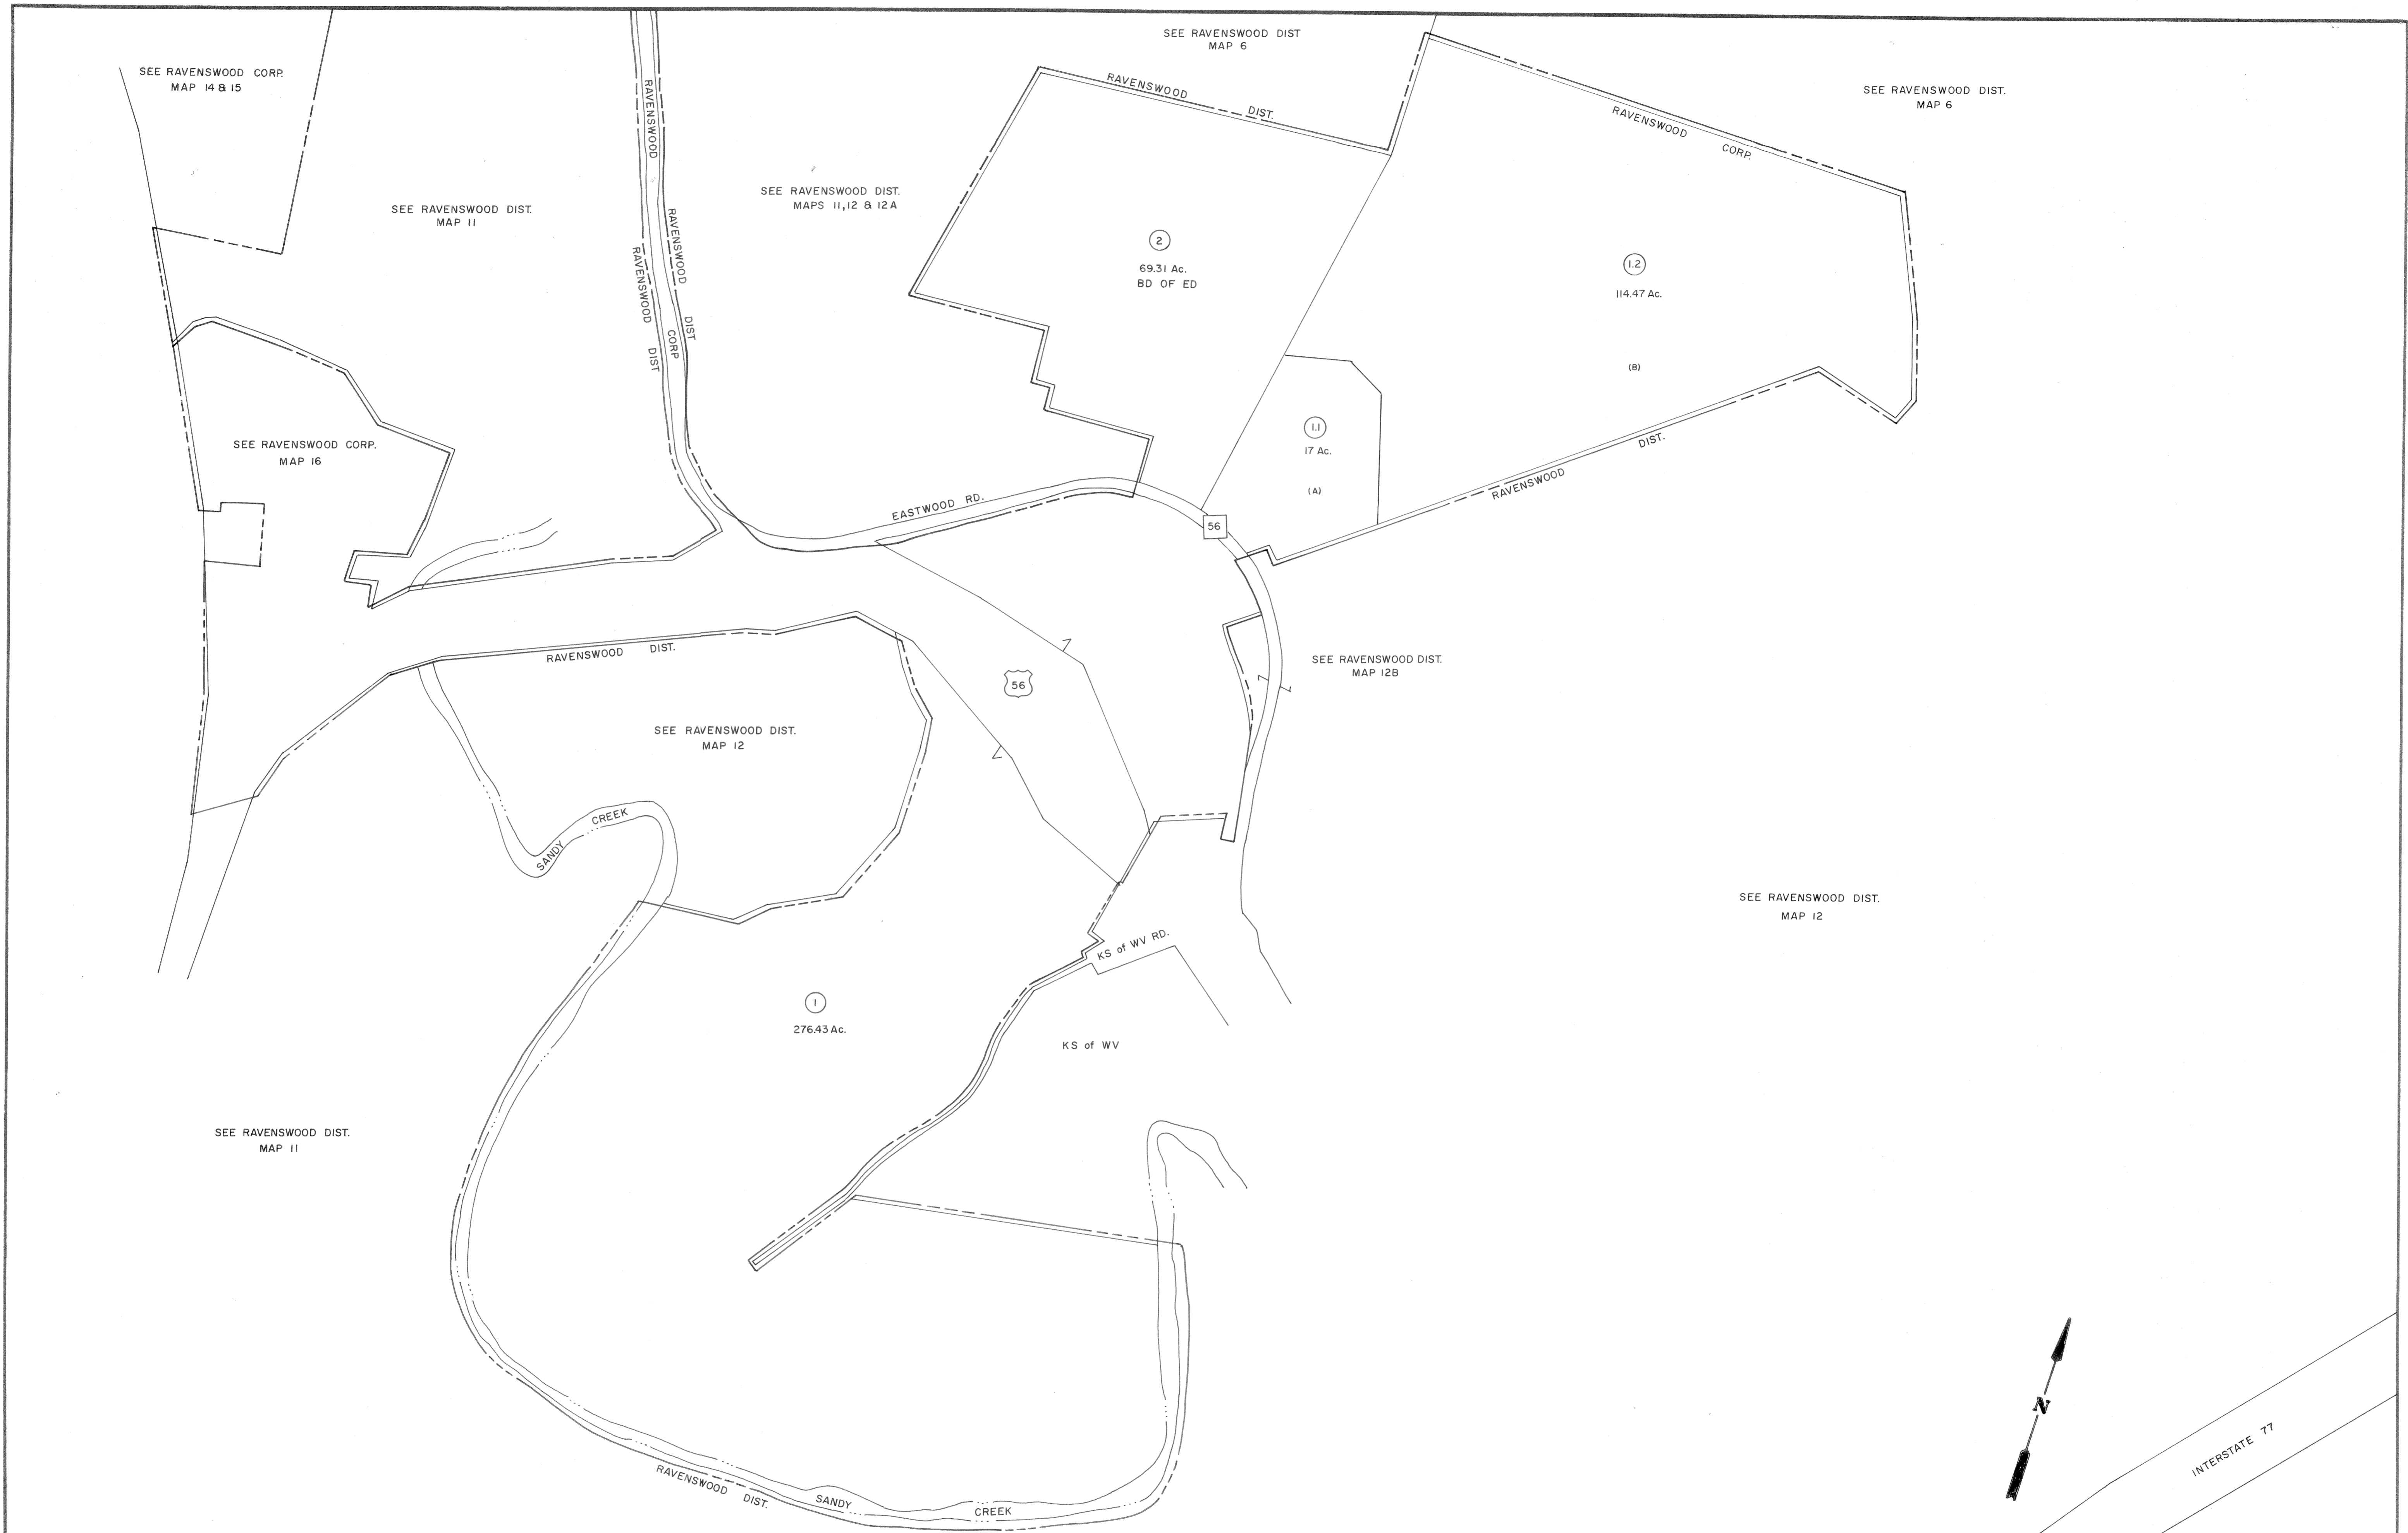 SEE RAVENSWOOD CORP.
MAP 14 & 15
SEE RAVENSWOOD DIST.
MAP 11
RAVENSWOOD
CORP
RAVENSWOOD
DIST
RAVENSWOOD
DIST
SEE RAVENSWOOD DIST.
MAPS 11,12 & 12A
SEE RAVENSWOOD DIST
MAP 6
RAVENSWOOD DIST.
2
69.31 Ac.
BD OF ED
RAVENSWOOD CORP.
SEE RAVENSWOOD DIST.
MAP 6
1.2
114.47 Ac.
(B)
1.1
17 Ac.
(A)
RAVENSWOOD DIST.
SEE RAVENSWOOD CORP.
MAP 16
EASTWOOD RD.
56
RAVENSWOOD DIST.
56
SEE RAVENSWOOD DIST.
MAP 12B
SEE RAVENSWOOD DIST.
MAP 12
SANDY CREEK
SEE RAVENSWOOD DIST.
MAP 12
KS of WV RD.
1
276.43 Ac.
KS of WV
SEE RAVENSWOOD DIST.
MAP 11
N
INTERSTATE 77
RAVENSWOOD DIST.
SANDY CREEK